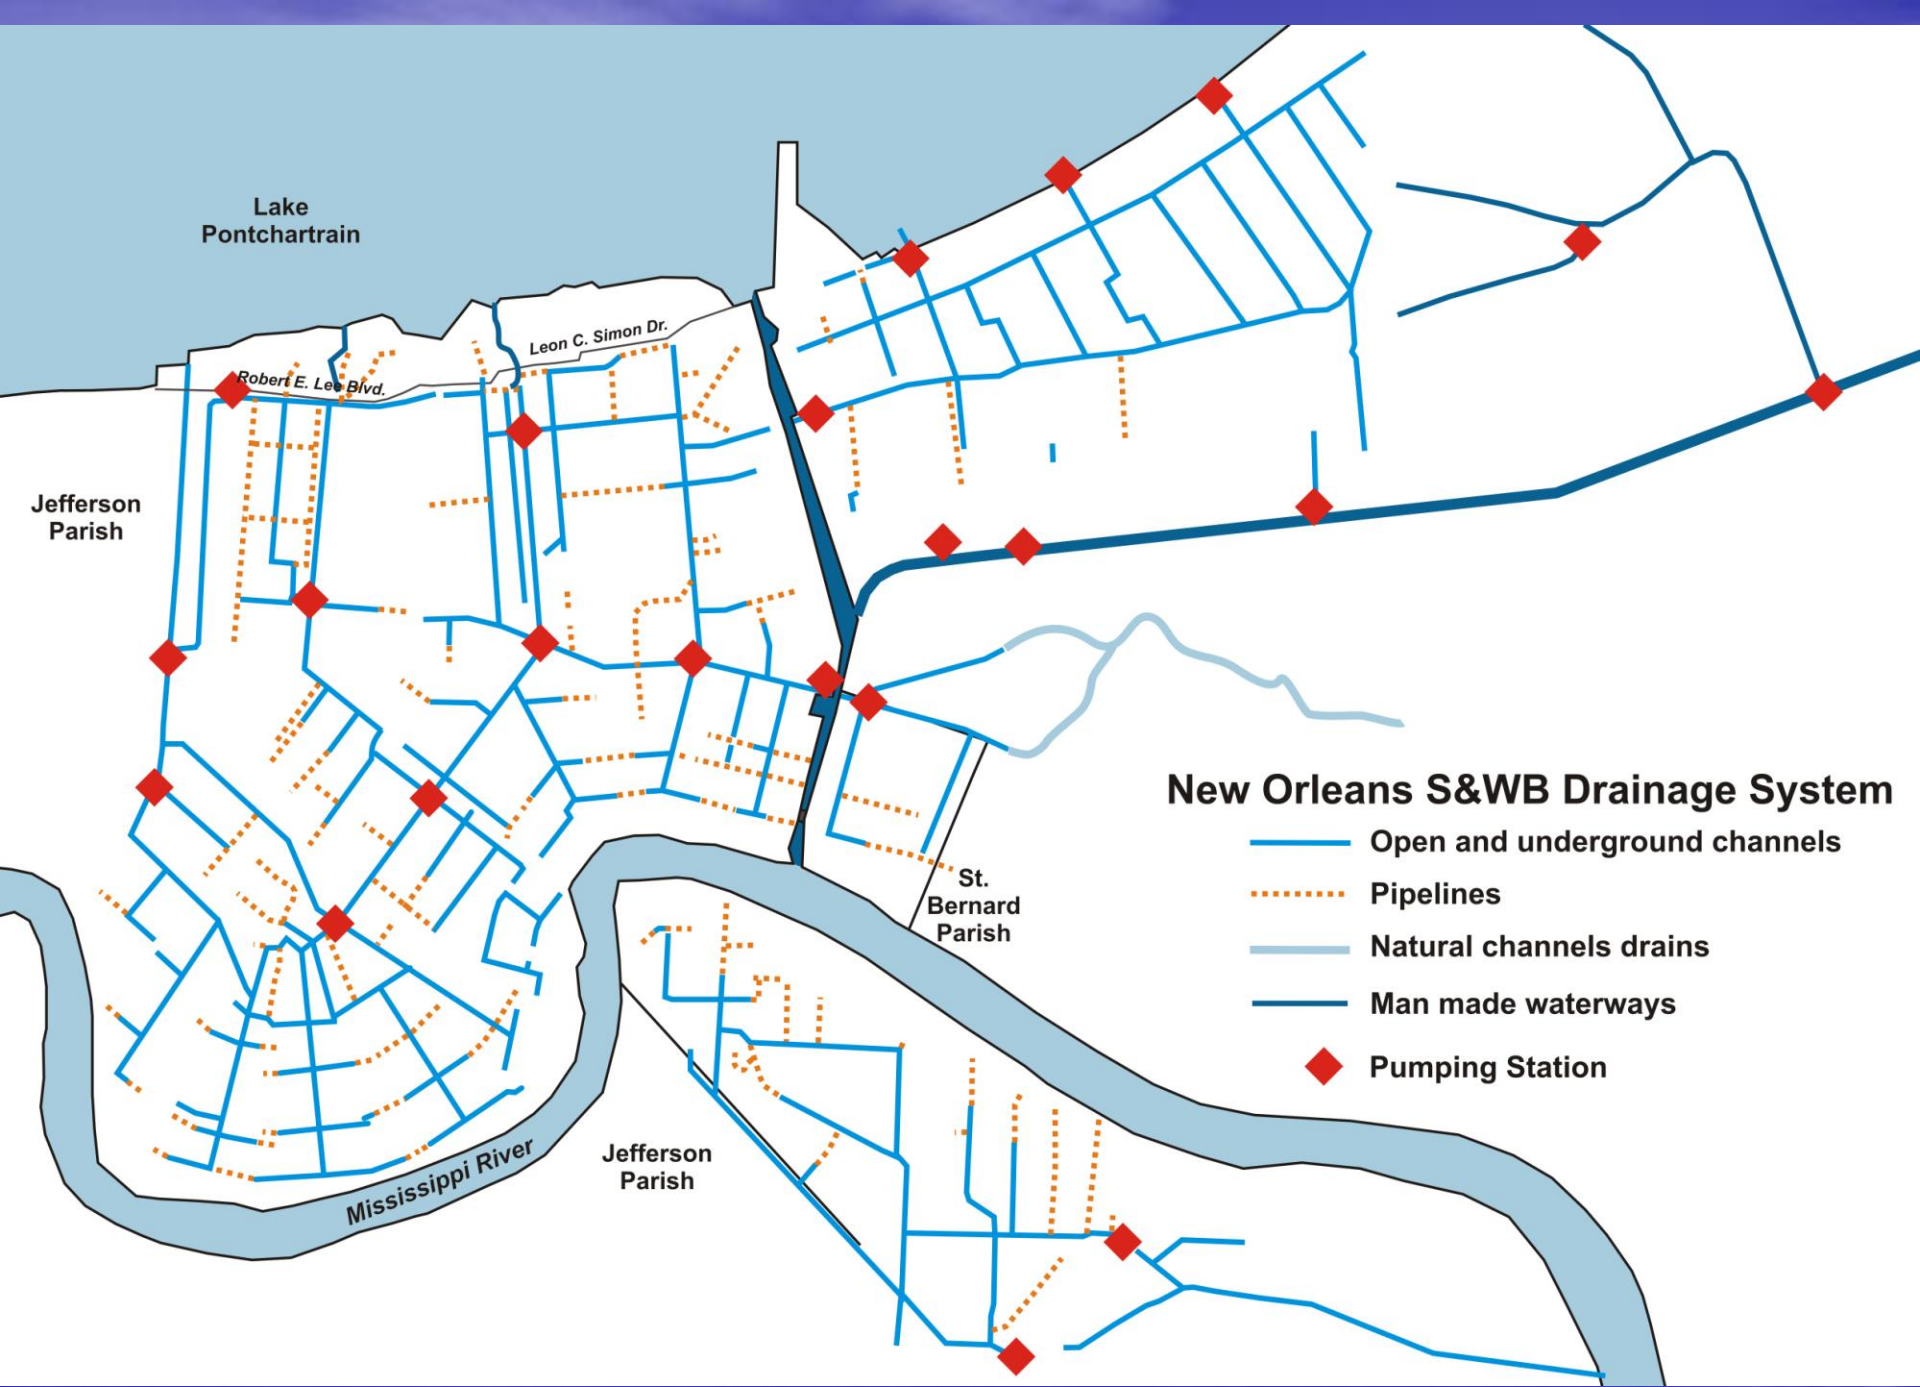 Lake
Pontchartrain
Leon C. Simon Dr.
Robert E. Lee Blvd.
Jefferson
Parish
New Orleans S&WB Drainage System
Open and underground channels
Pipelines
Natural channels drains
Man made waterways
Pumping Station
St.
Bernard
Parish
Jefferson
Parish
Mississippi River